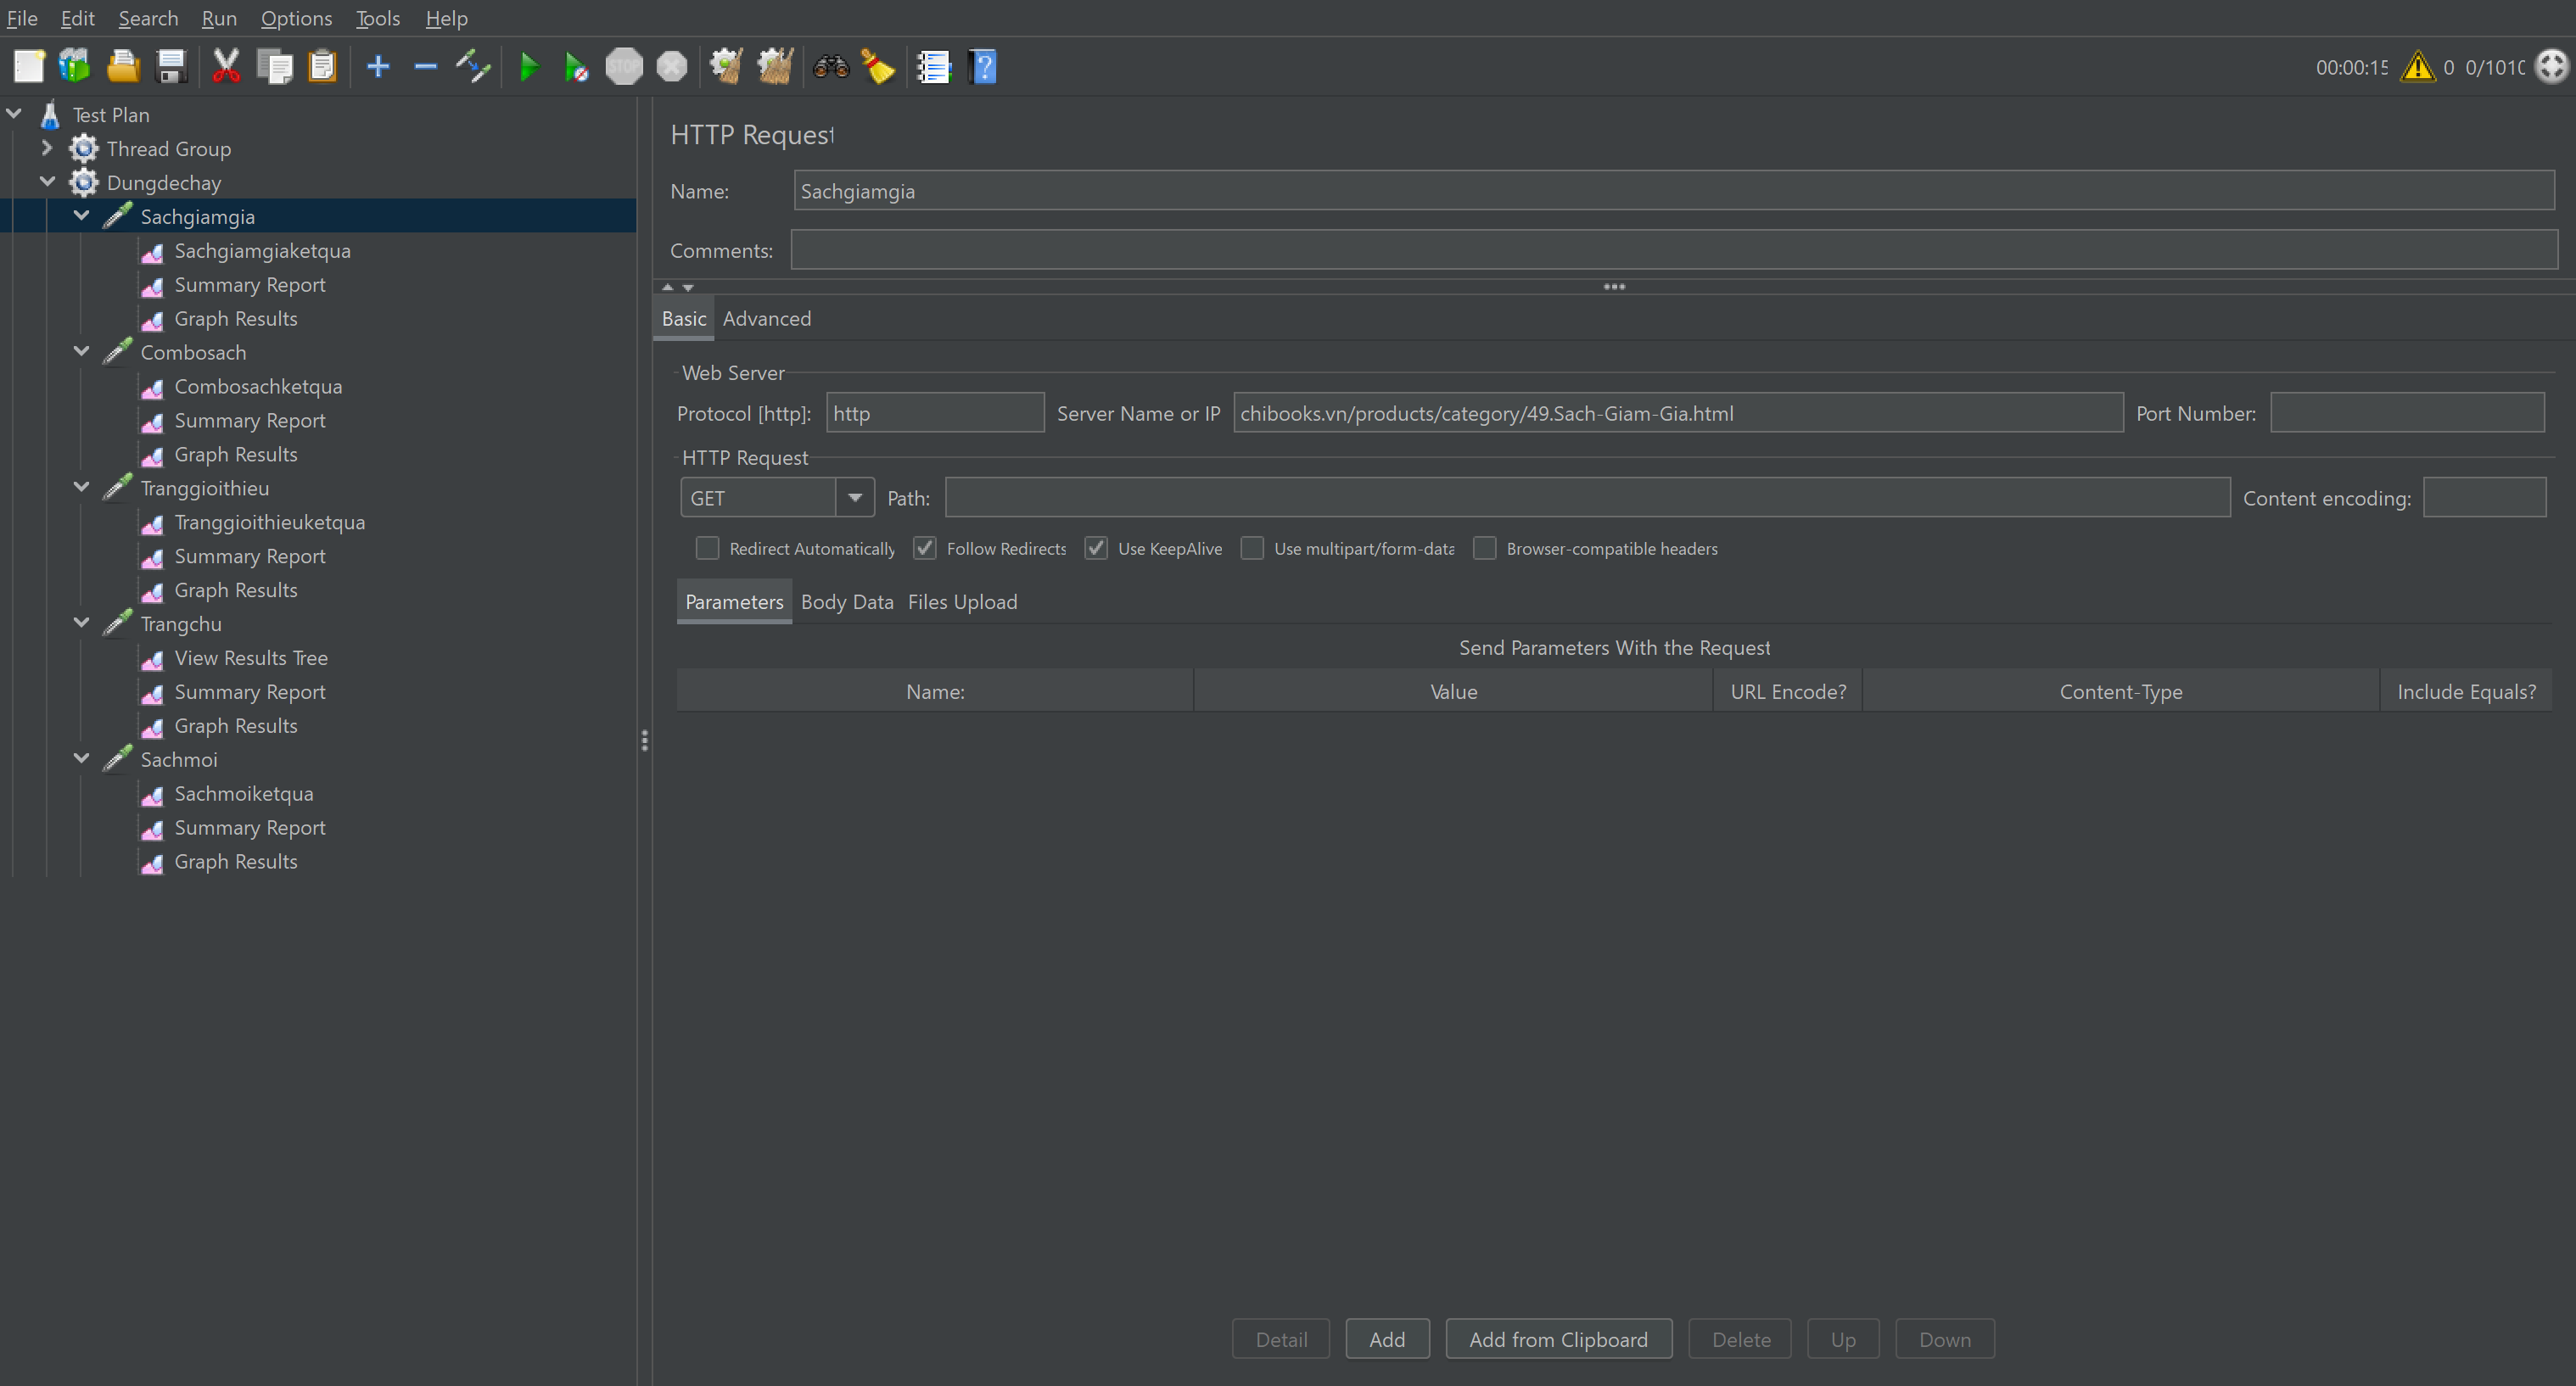 File Edit Search Run Options Tools Help
STOP
?
00:00:15 0 0/1010
Test Plan
Thread Group
Dungdechay
Sachgiamgia
Sachgiamgiaketqua
Summary Report
Graph Results
Combosach
Combosachketqua
Summary Report
Graph Results
Tranggioithieu
Tranggioithieuketqua
Summary Report
Graph Results
Trangchu
View Results Tree
Summary Report
Graph Results
Sachmoi
Sachmoiketqua
Summary Report
Graph Results
HTTP Request
Name: Sachgiamgia
Comments:
Basic Advanced
Web Server
Protocol [http]: http Server Name or IP chibooks.vn/products/category/49.Sach-Giam-Gia.html Port Number:
HTTP Request
GET Path: Content encoding:
Redirect Automatically Follow Redirects Use KeepAlive Use multipart/form-data Browser-compatible headers
Parameters Body Data Files Upload
Send Parameters With the Request
Name: Value URL Encode? Content-Type Include Equals?
Detail Add Add from Clipboard Delete Up Down